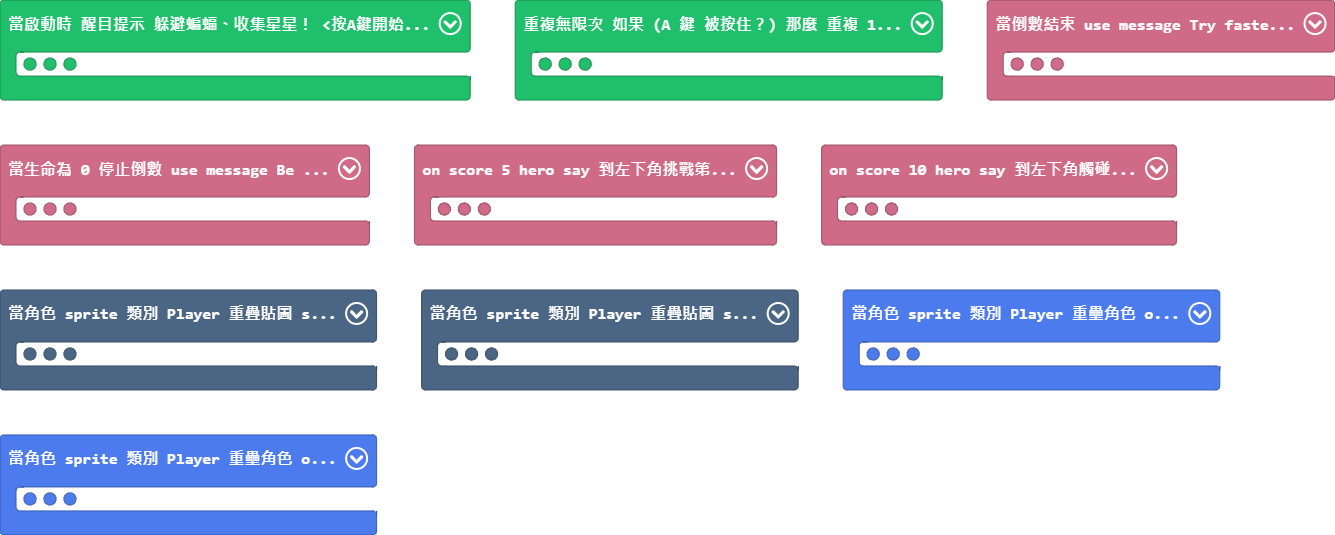 當啟動時 醒目提示 躲避蝙蝠、收集星星！ <按A鍵開始...
重複無限次 如果 (A 鍵 被按住？) 那麼 重複 1...
當倒數結束 use message Try faste...
當生命為 0 停止倒數 use message Be ...
on score 5 hero say 到左下角挑戰第...
on score 10 hero say 到左下角觸碰...
當角色 sprite 類別 Player 重疊貼圖 s...
當角色 sprite 類別 Player 重疊貼圖 s...
當角色 sprite 類別 Player 重壘角色 o...
當角色 sprite 類別 Player 重壘角色 o...